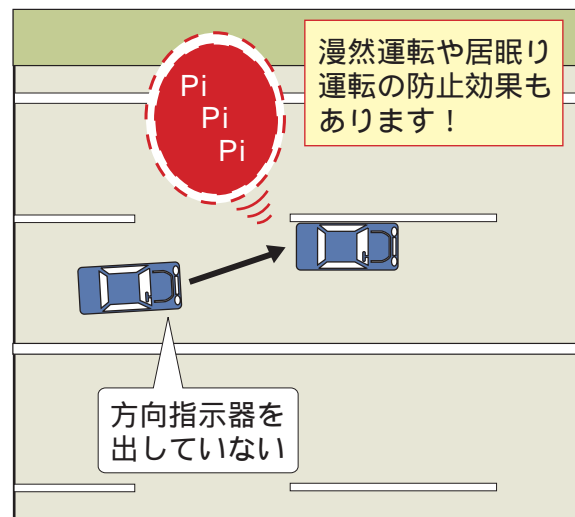 Pi
Pi
Pi
漫然運転や居眠り
運転の防止効果も
あります！
方向指示器を
出していない